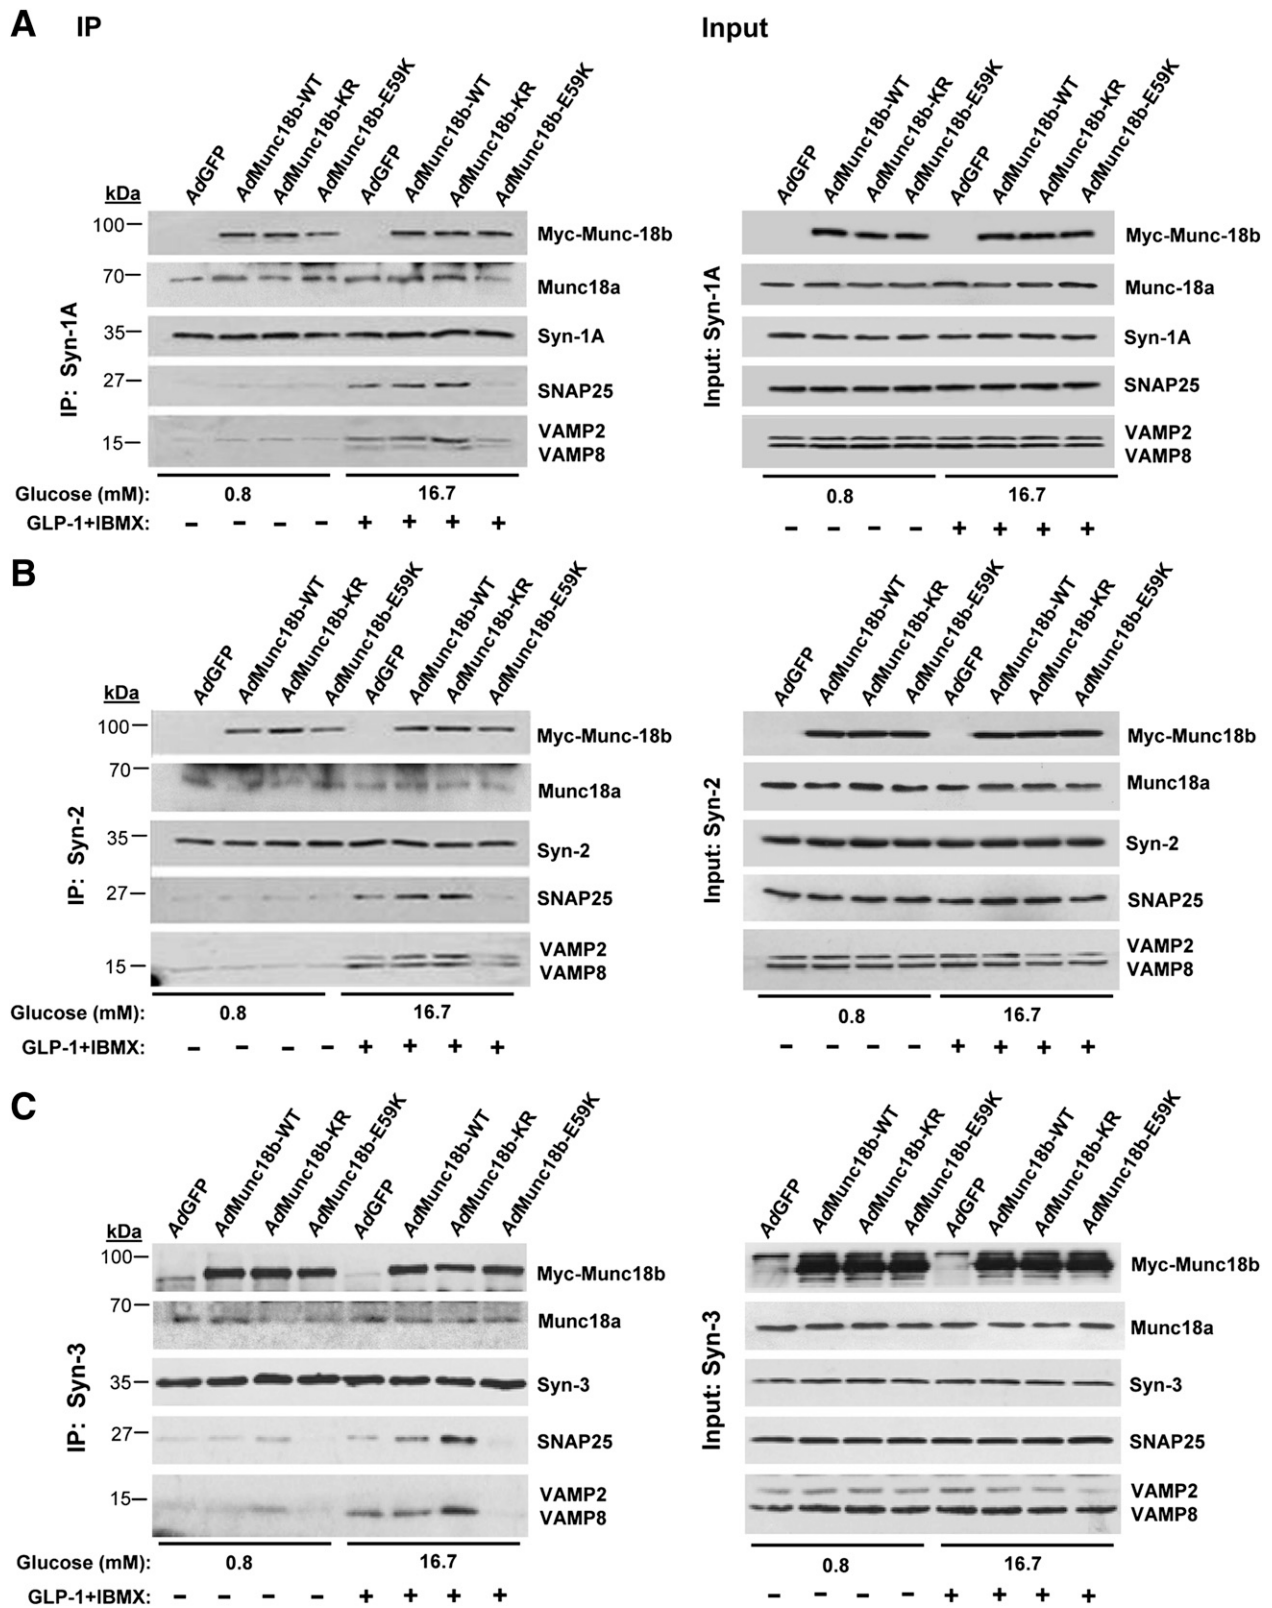 A IP Input
AdGFP AdMunc18b-WT AdMunc18b-KR AdMunc18b-E59K AdGFP AdMunc18b-WT AdMunc18b-KR AdMunc18b-E59K
AdGFP AdMunc18b-WT AdMunc18b-KR AdMunc18b-E59K AdGFP AdMunc18b-WT AdMunc18b-KR AdMunc18b-E59K
kDa
IP: Syn-1A
100 Myc-Munc-18b
70 Munc18a
35 Syn-1A
27 SNAP25
15 VAMP2
VAMP8
Glucose (mM): 0.8 16.7
GLP-1+IBMX: - - - - + + + +
Input: Syn-1A
Myc-Munc-18b
Munc-18a
Syn-1A
SNAP25
VAMP2
VAMP8
0.8 16.7
- - - - + + + +
B
AdGFP AdMunc18b-WT AdMunc18b-KR AdMunc18b-E59K AdGFP AdMunc18b-WT AdMunc18b-KR AdMunc18b-E59K
AdGFP AdMunc18b-WT AdMunc18b-KR AdMunc18b-E59K AdGFP AdMunc18b-WT AdMunc18b-KR AdMunc18b-E59K
kDa
IP: Syn-2
100 Myc-Munc-18b
70 Munc18a
35 Syn-2
27 SNAP25
15 VAMP2
VAMP8
Glucose (mM): 0.8 16.7
GLP-1+IBMX: - - - - + + + +
Input: Syn-2
Myc-Munc18b
Munc18a
Syn-2
SNAP25
VAMP2
VAMP8
0.8 16.7
- - - - + + + +
C
AdGFP AdMunc18b-WT AdMunc18b-KR AdMunc18b-E59K AdGFP AdMunc18b-WT AdMunc18b-KR AdMunc18b-E59K
AdGFP AdMunc18b-WT AdMunc18b-KR AdMunc18b-E59K AdGFP AdMunc18b-WT AdMunc18b-KR AdMunc18b-E59K
kDa
IP: Syn-3
100 Myc-Munc18b
70 Munc18a
35 Syn-3
27 SNAP25
15 VAMP2
VAMP8
Glucose (mM): 0.8 16.7
GLP-1+IBMX: - - - - + + + +
Input: Syn-3
Myc-Munc18b
Munc18a
Syn-3
SNAP25
VAMP2
VAMP8
0.8 16.7
- - - - + + + +